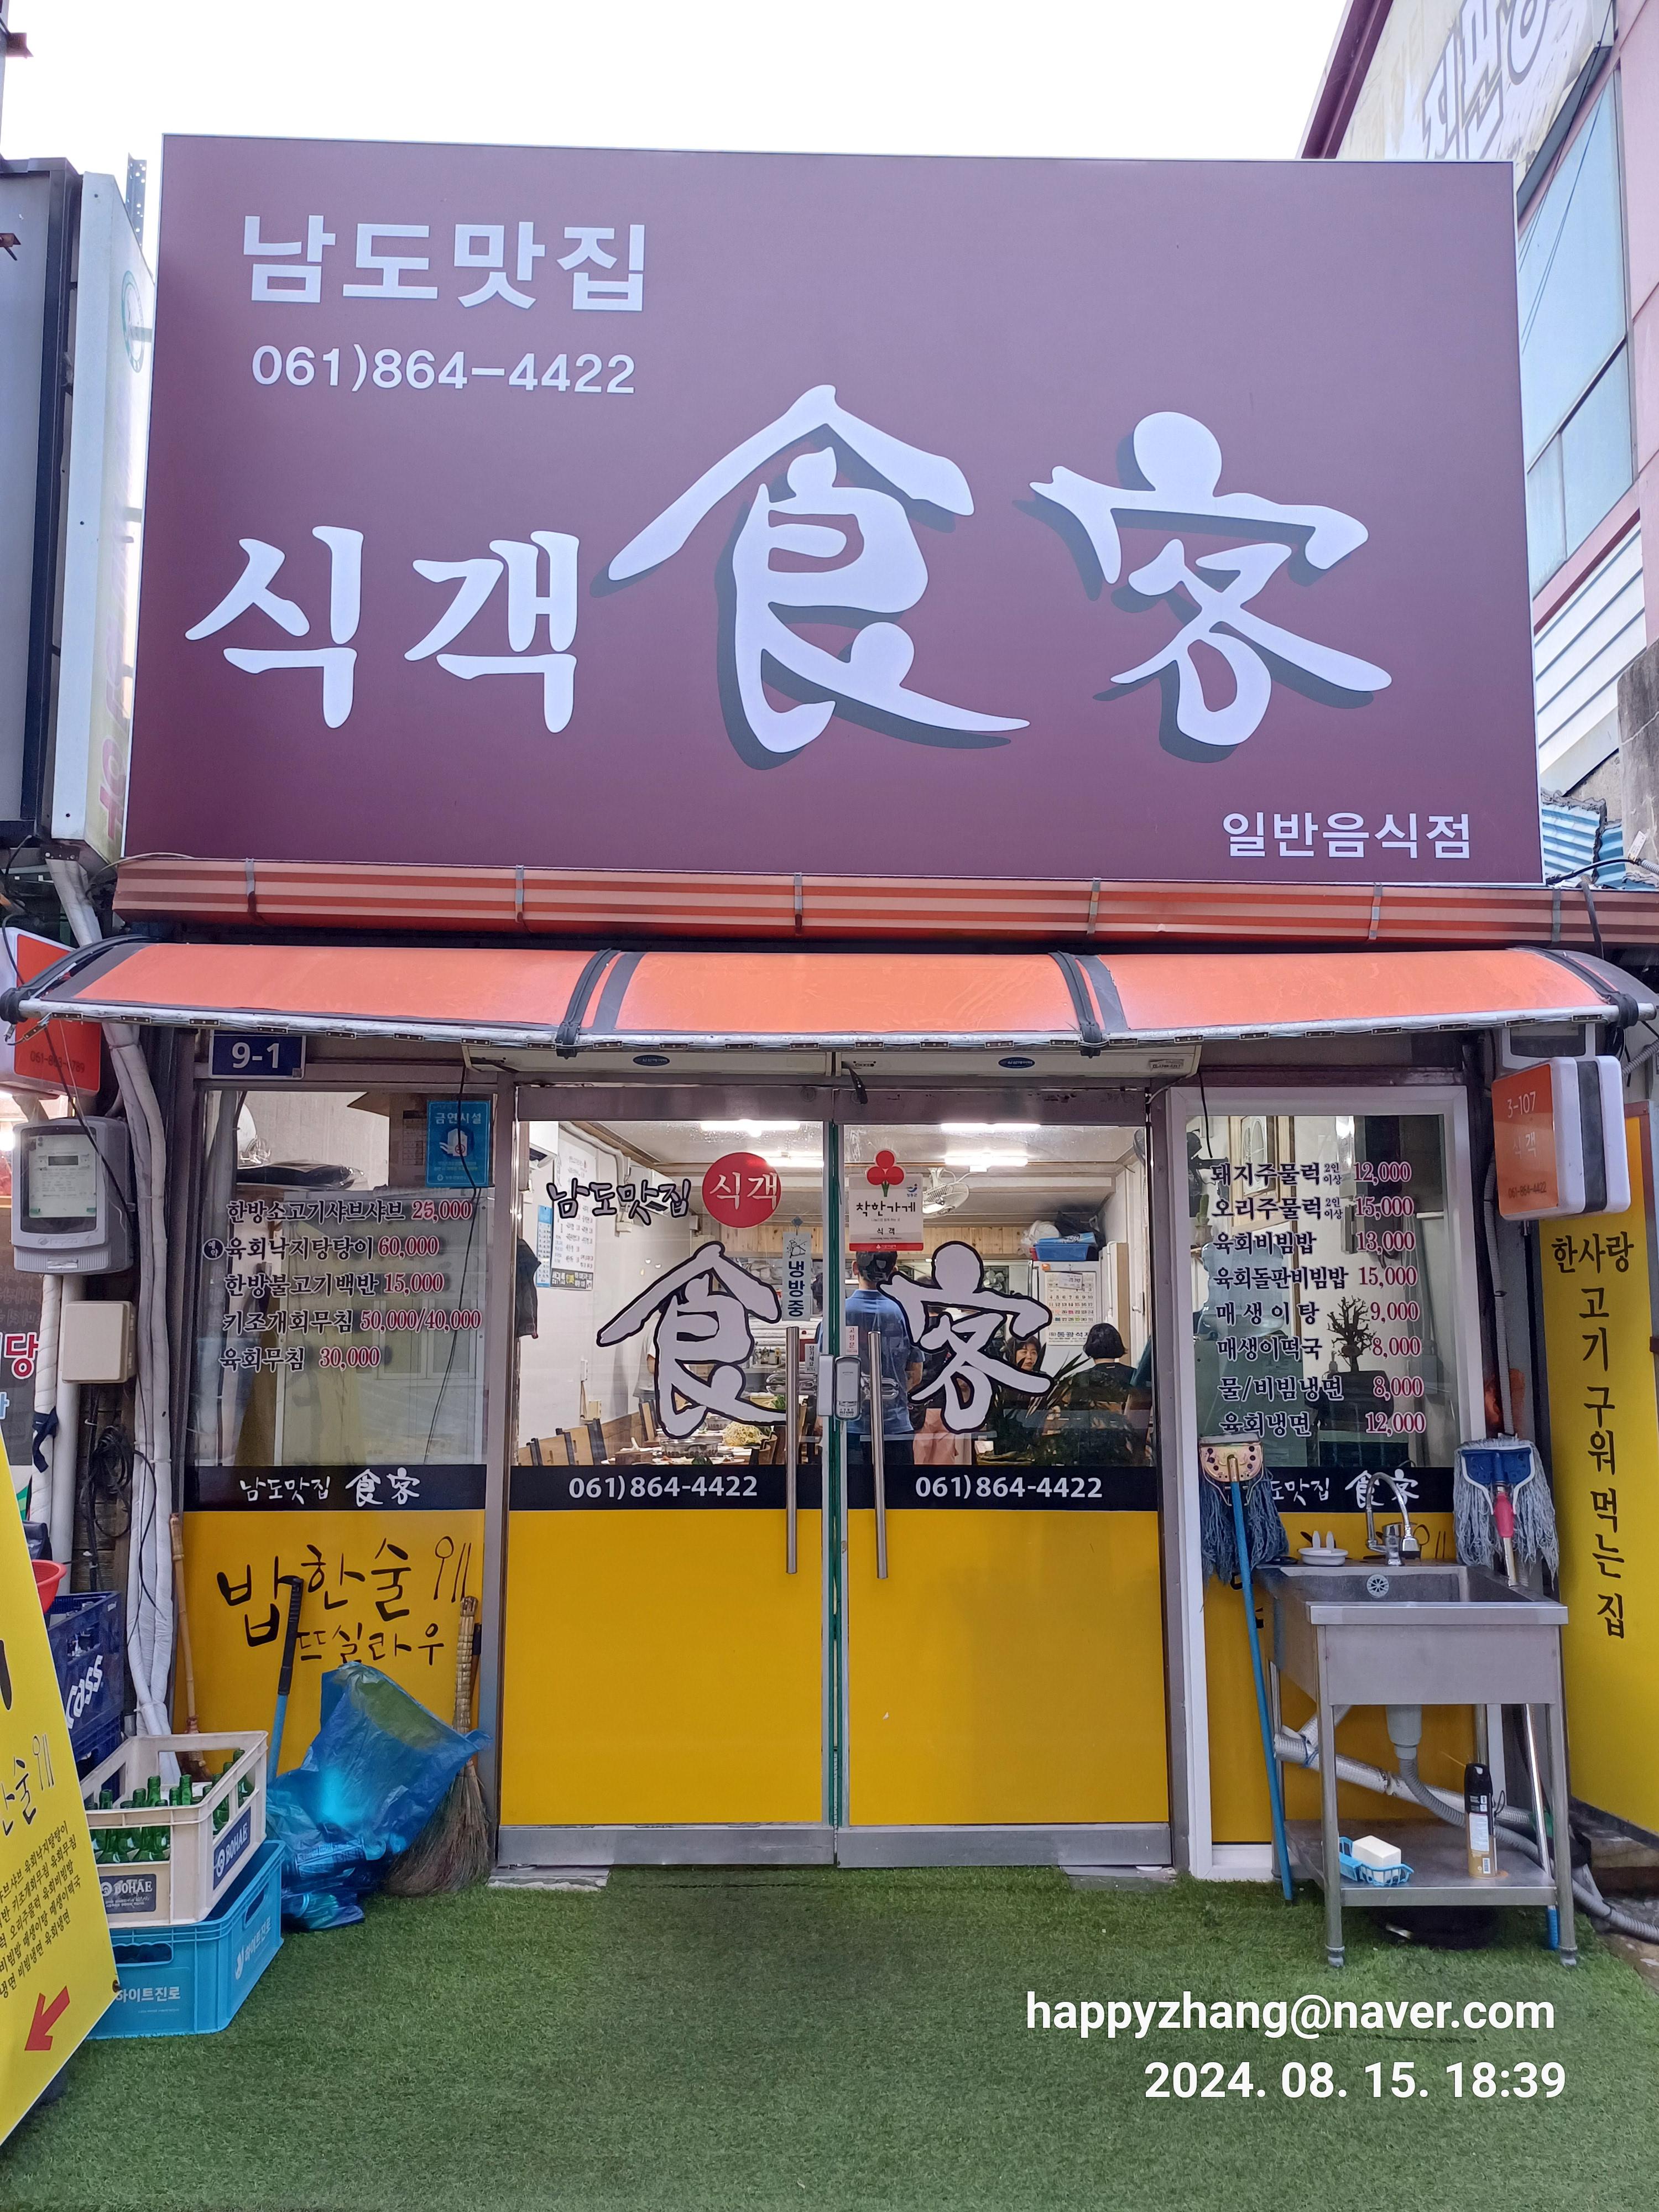 남도맛집
061)864-4422
식객 食客
일반음식점
9-1
금연시설
한방소고기샤브샤브 25,000
육회낙지탕탕이 60,000
한방불고기백반 15,000
키조개회무침 50,000/40,000
육회무침 30,000
남도맛집 食客
밥한술
뜨실라우
남도맛집 식객
食客
착한가게
식객
냉방중
061)864-4422
061)864-4422
돼지주물럭 2인이상 12,000
오리주물럭 2인이상 15,000
육회비빔밥 13,000
육회돌판비빔밥 15,000
매생이탕 9,000
매생이떡국 8,000
물/비빔냉면 8,000
육회냉면 12,000
도맛집 食客
3-107
식객
061-864-4422
한사랑
고기구워먹는집
BOHAE
BOHAE
하이트진로
하이트진로
happyzhang@naver.com
2024. 08. 15. 18:39